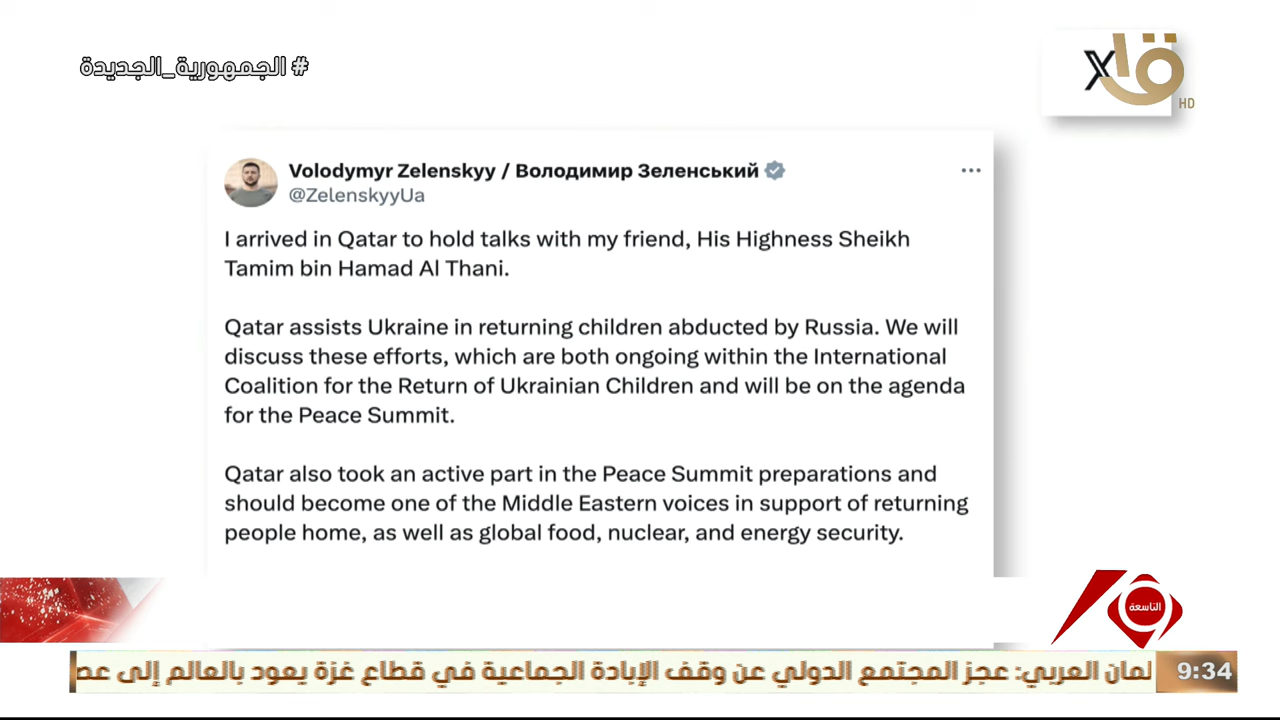 # الجمهورية_الجديدة
X
HD
Volodymyr Zelenskyy / Володимир Зеленський
@ZelenskyyUa
I arrived in Qatar to hold talks with my friend, His Highness Sheikh
Tamim bin Hamad Al Thani.
Qatar assists Ukraine in returning children abducted by Russia. We will
discuss these efforts, which are both ongoing within the International
Coalition for the Return of Ukrainian Children and will be on the agenda
for the Peace Summit.
Qatar also took an active part in the Peace Summit preparations and
should become one of the Middle Eastern voices in support of returning
people home, as well as global food, nuclear, and energy security.
التاسعة
لمان العربي: عجز المجتمع الدولي عن وقف الإبادة الجماعية في قطاع غزة يعود بالعالم إلى
9:34